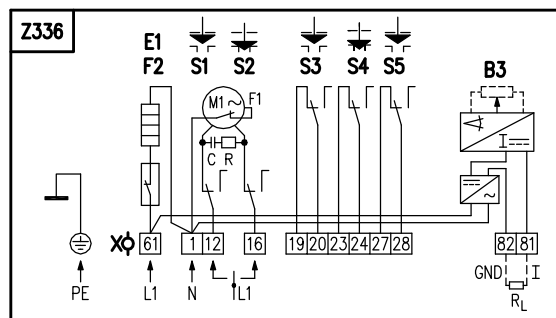 Z336
E1
F2 S1 S2 S3 S4 S5 B3
M1 ~ F1
I
C R
~
X 61 1 12 16 19 20 23 24 27 28 82 81
GND I
PE L1 N L1 RL